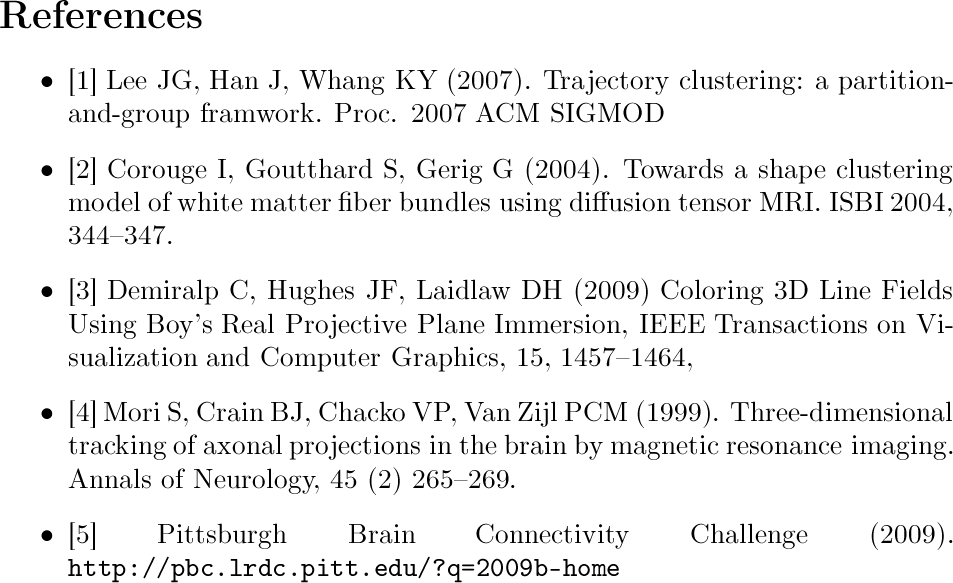 References
• [1] Lee JG, Han J, Whang KY (2007). Trajectory clustering: a partition-
and-group framwork. Proc. 2007 ACM SIGMOD
• [2] Corouge I, Goutthard S, Gerig G (2004). Towards a shape clustering
model of white matter fiber bundles using diffusion tensor MRI. ISBI 2004,
344–347.
• [3] Demiralp C, Hughes JF, Laidlaw DH (2009) Coloring 3D Line Fields
Using Boy's Real Projective Plane Immersion, IEEE Transactions on Vi-
sualization and Computer Graphics, 15, 1457–1464,
• [4] Mori S, Crain BJ, Chacko VP, Van Zijl PCM (1999). Three-dimensional
tracking of axonal projections in the brain by magnetic resonance imaging.
Annals of Neurology, 45 (2) 265–269.
• [5] Pittsburgh Brain Connectivity Challenge (2009).
http://pbc.lrdc.pitt.edu/?q=2009b-home